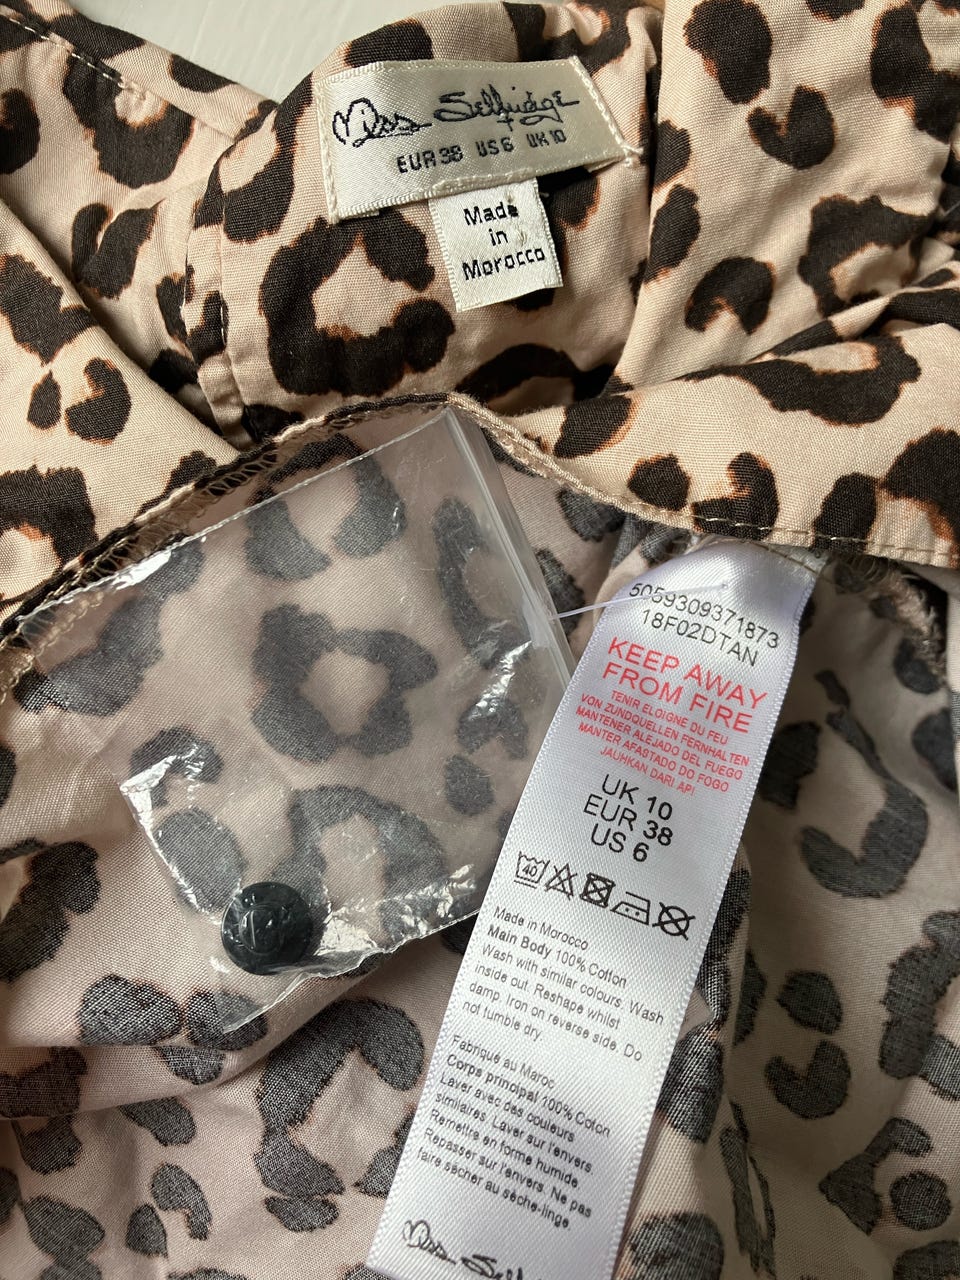 Miss Selfridge
EUR 38 US 6 UK 10
Made
in
Morocco
5059309371873
18F02DTAN
KEEP AWAY
FROM FIRE
TENIR ELOIGNE DU FEU
VON ZUNDQUELLEN FERNHALTEN
MANTENER ALEJADO DEL FUEGO
MANTER AFASTADO DO FOGO
JAUHKAN DARI API
UK 10
EUR 38
US 6
40
Made in Morocco
Main Body 100% Cotton
Wash with similar colours. Wash
inside out. Reshape whilst
damp. Iron on reverse side. Do
not tumble dry.
Fabriqué au Maroc
Corps principal 100% Coton
Laver avec des couleurs
similaires. Laver sur l'envers.
Remettre en forme humide.
Repasser sur l'envers. Ne pas
faire sécher au sèche-linge.
Miss Self